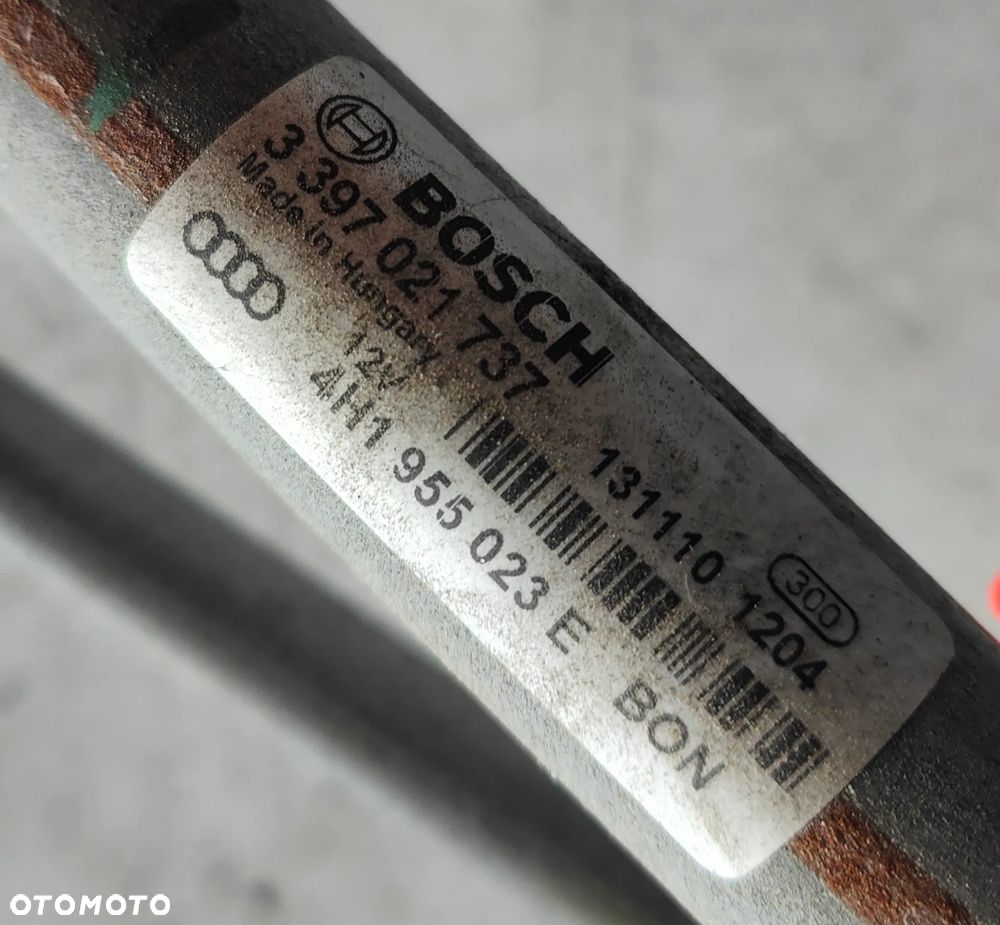 BOSCH
3 397 021 737 131110 1204
Made in Hungary
300
12V
4H1 955 023 E BON
OTOMOTO